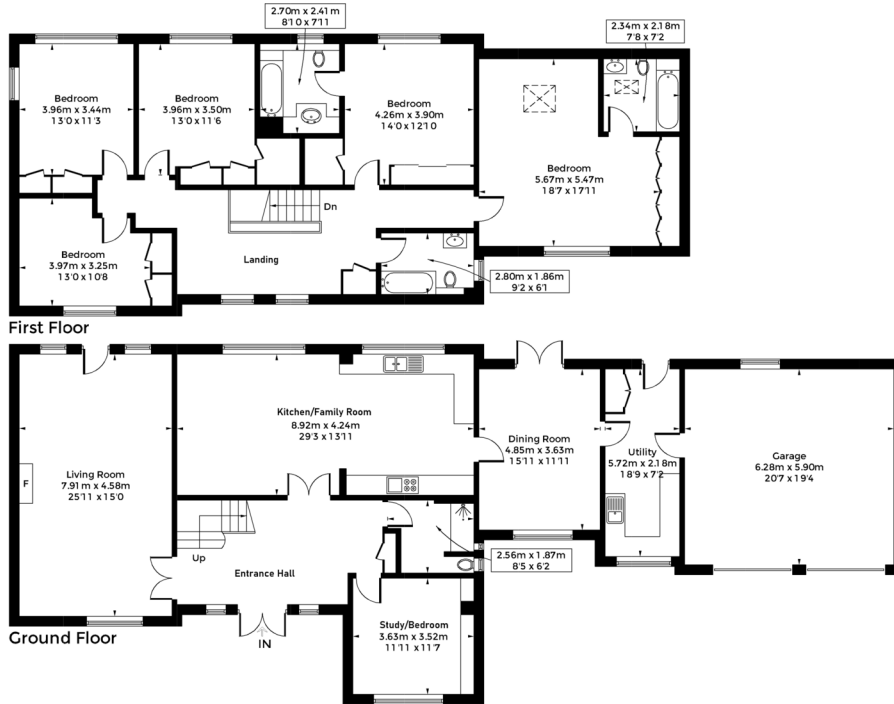 2.70m x 2.41 m
8'10 x 7'11
2.34m x 2.18m
7'8 x 7'2
Bedroom
3.96m x 3.44m
13'0 x 11'3
Bedroom
3.96m x 3.50m
13'0 x 11'6
Bedroom
4.26m x 3.90m
14'0 x 12'10
Bedroom
5.67m x 5.47m
18'7 x 17'11
Dn
Bedroom
3.97m x 3.25m
13'0 x 10'8
Landing
2.80m x 1.86m
9'2 x 6'1
First Floor
Kitchen/Family Room
8.92m x 4.24m
29'3 x 13'11
Dining Room
4.85m x 3.63m
15'11 x 11'11
Utility
5.72m x 2.18m
18'9 x 7'2
Garage
6.28m x 5.90m
20'7 x 19'4
Living Room
7.91 m x 4.58m
25'11 x 15'0
F
Up
Entrance Hall
2.56m x 1.87m
8'5 x 6'2
Study/Bedroom
3.63m x 3.52m
11'11 x 11'7
IN
Ground Floor